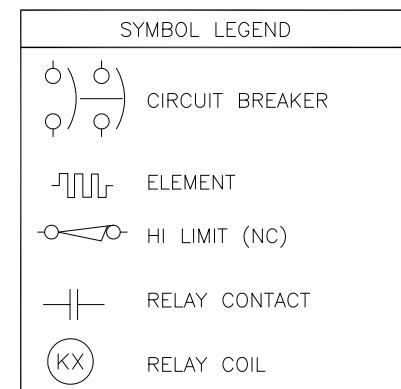 SYMBOL LEGEND
CIRCUIT BREAKER
ELEMENT
HI LIMIT (NC)
RELAY CONTACT
KX RELAY COIL